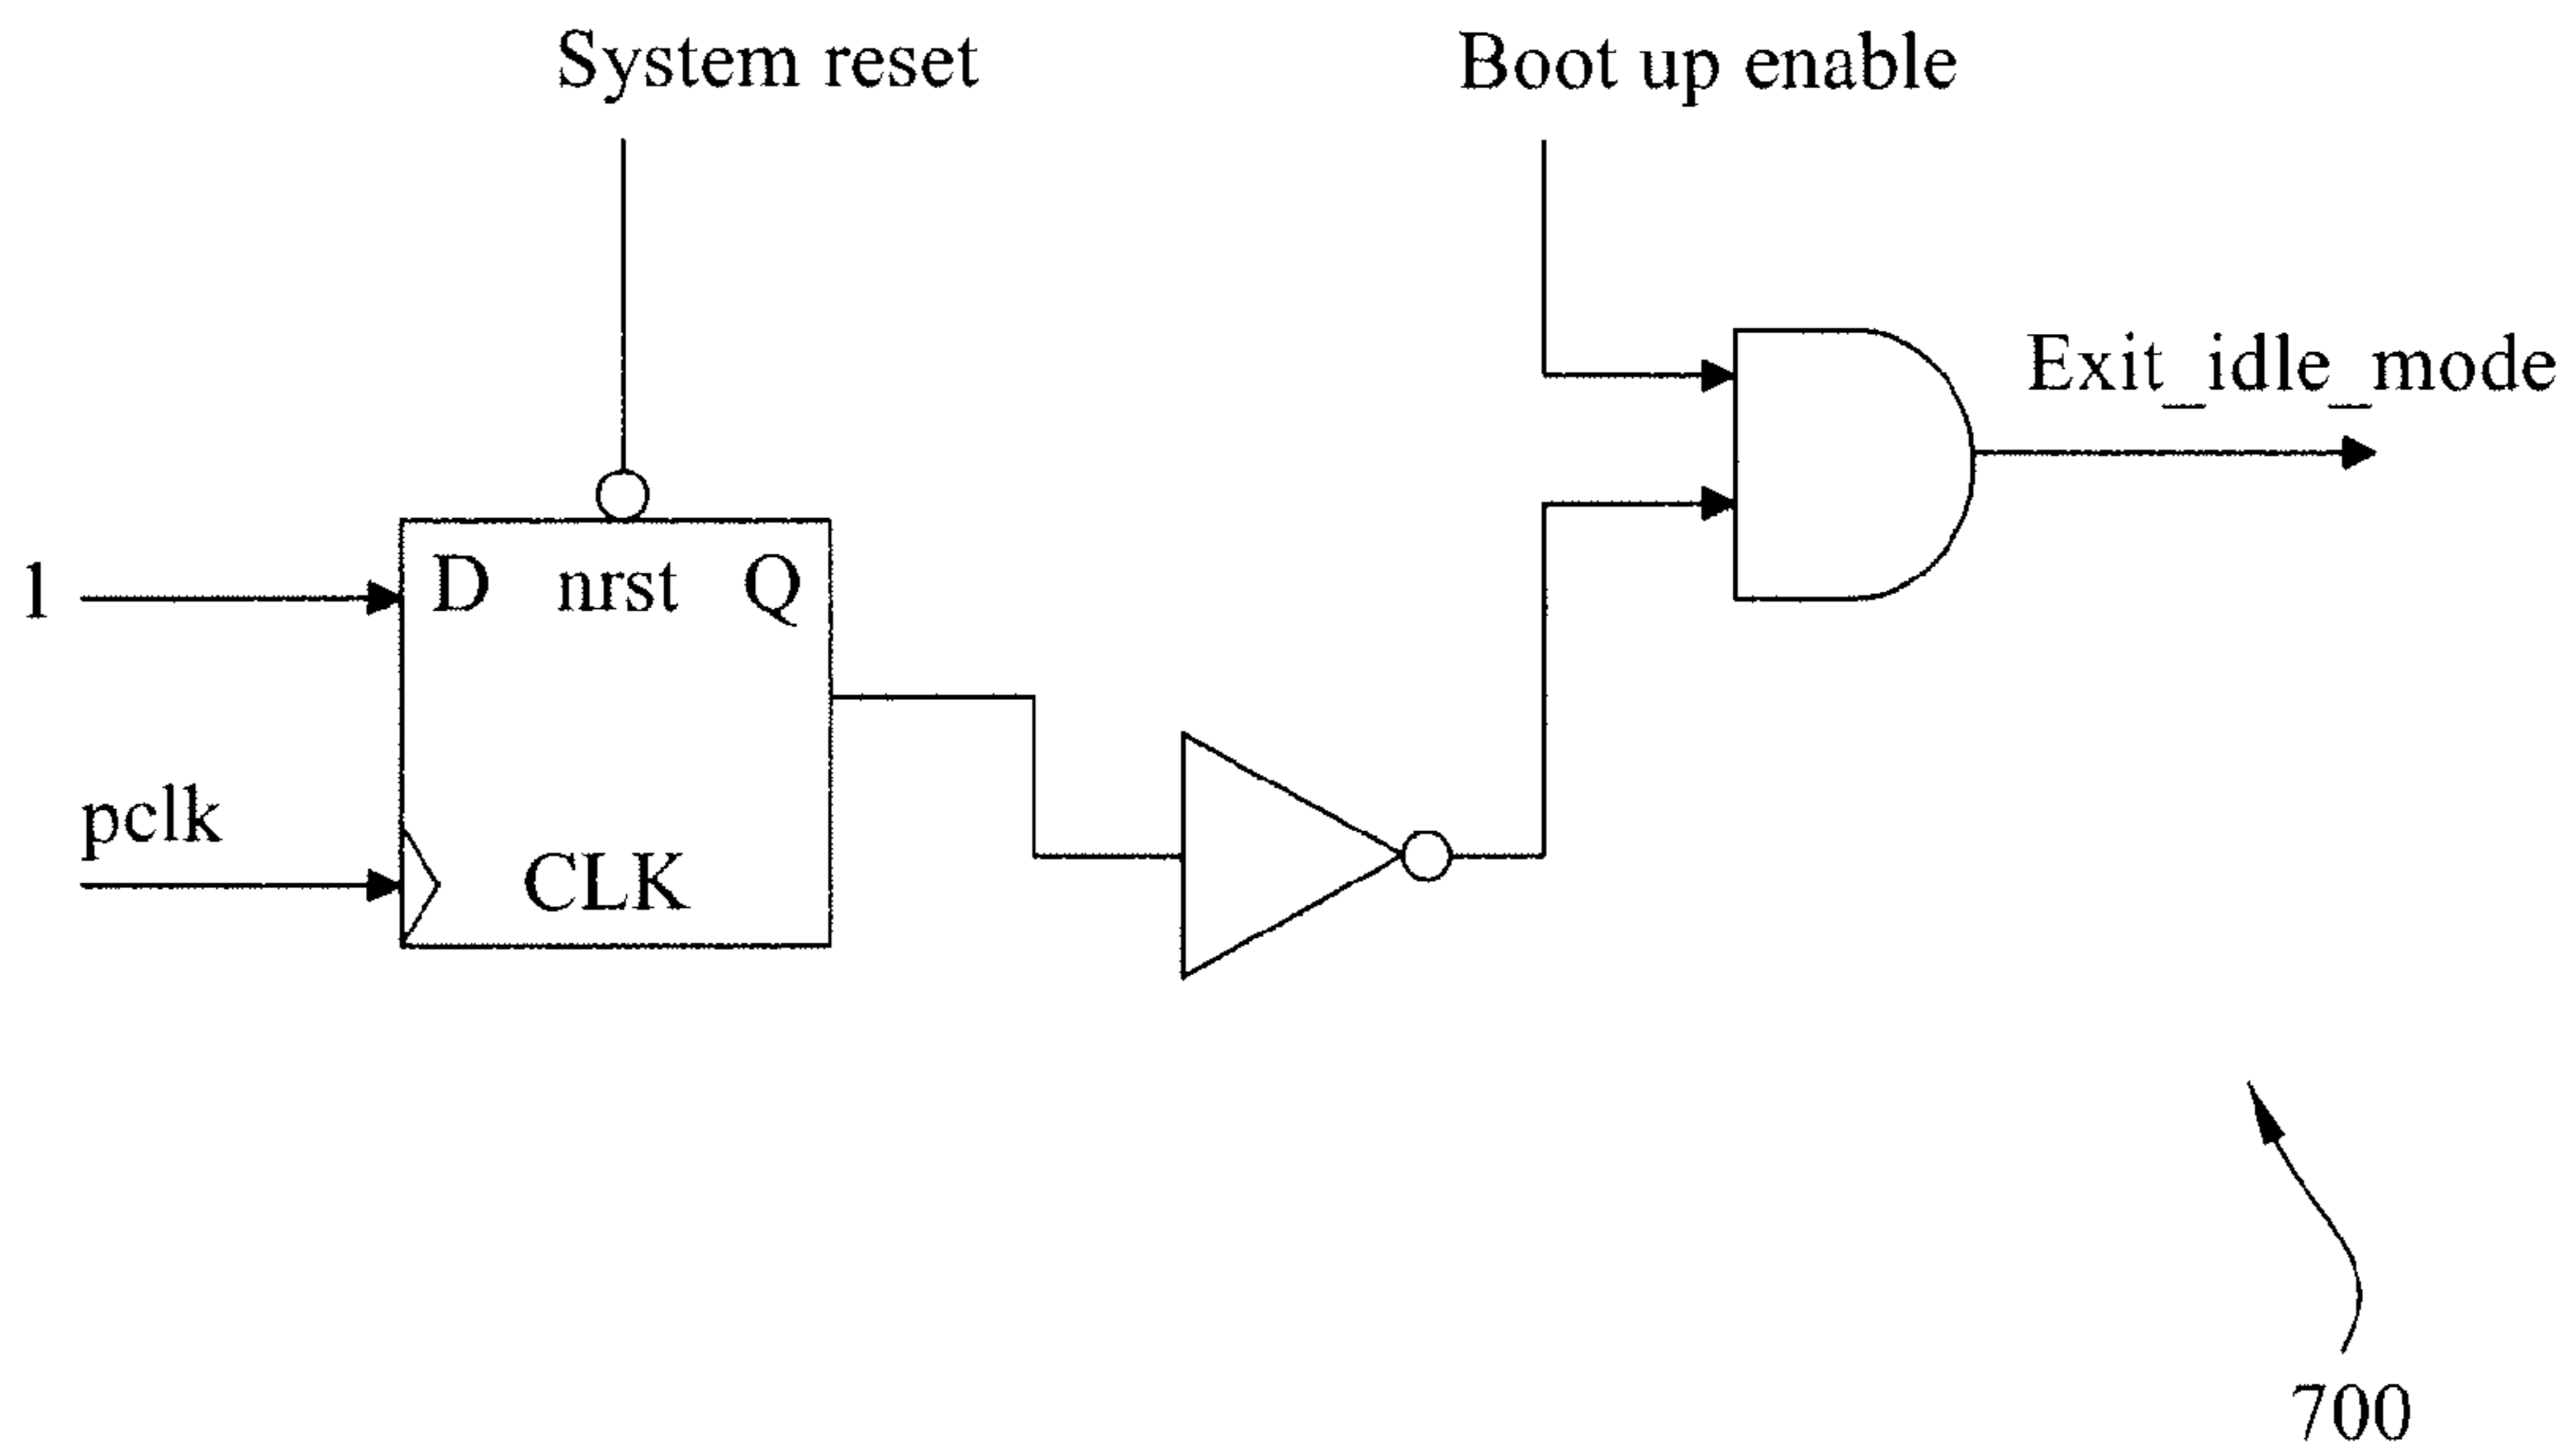 System reset
Boot up enable
Exit_idle_mode
1
D nrst Q
pclk
CLK
700